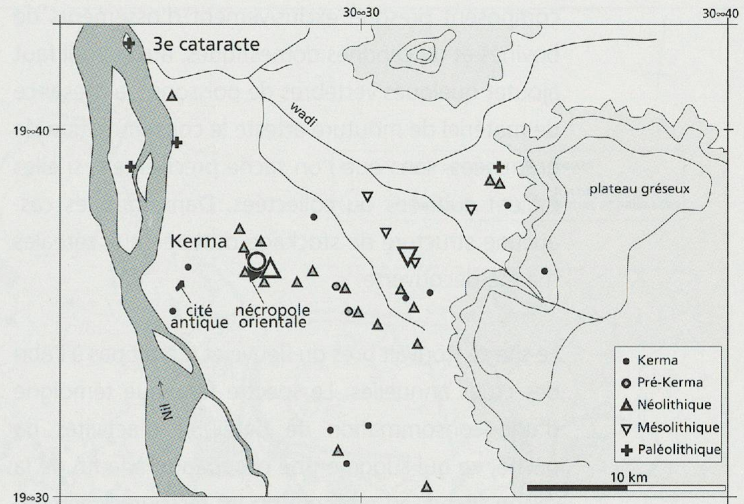 30∞30
30∞40
3e cataracte
wadi
19∞40
plateau gréseux
Kerma
cité
antique
nécropole
orientale
Nil
Kerma
Pré-Kerma
Néolithique
Mésolithique
Paléolithique
10 km
19∞30